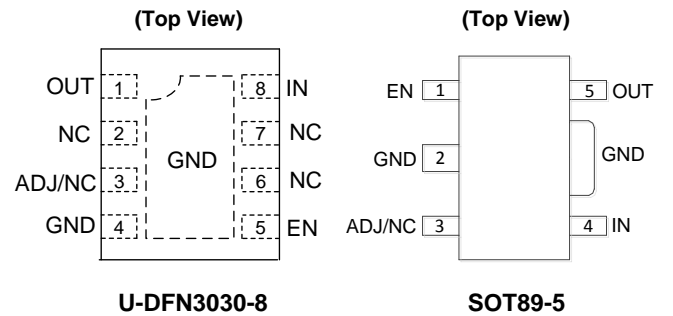 (Top View)
OUT 1 8 IN
NC 2 7 NC
GND
ADJ/NC 3 6 NC
GND 4 5 EN
U-DFN3030-8
(Top View)
EN 1 5 OUT
GND 2 GND
ADJ/NC 3 4 IN
SOT89-5